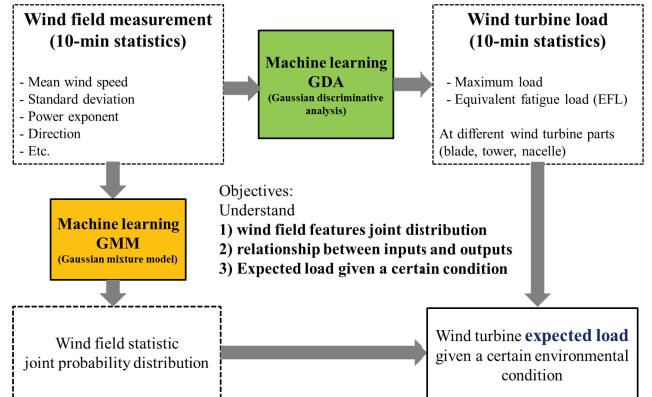 Wind field measurement
(10-min statistics)
- Mean wind speed
- Standard deviation
- Power exponent
- Direction
- Etc.
Machine learning
GDA
(Gaussian discriminative
analysis)
Wind turbine load
(10-min statistics)
- Maximum load
- Equivalent fatigue load (EFL)
At different wind turbine parts
(blade, tower, nacelle)
Machine learning
GMM
(Gaussian mixture model)
Objectives:
Understand
1) wind field features joint distribution
2) relationship between inputs and outputs
3) Expected load given a certain condition
Wind field statistic
joint probability distribution
Wind turbine expected load
given a certain environmental
condition